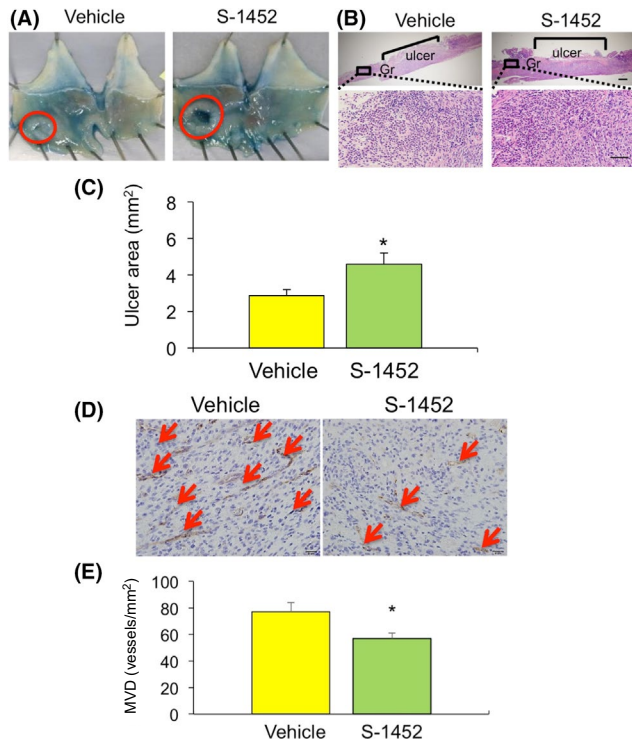 (A)
Vehicle
S-1452
(B)
Vehicle
S-1452
ulcer
Gr
ulcer
Gr
(C)
Ulcer area (mm²)
8
6
4
2
0
*
Vehicle
S-1452
(D)
Vehicle
S-1452
(E)
MVD (vessels/mm²)
100
80
60
40
20
0
*
Vehicle
S-1452